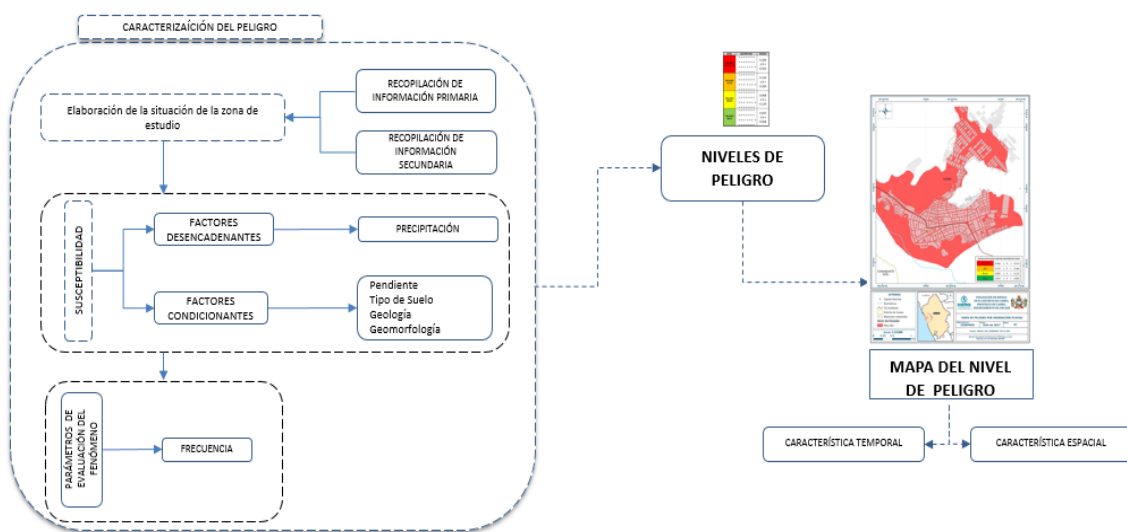 CARACTERIZAÍCIÓN DEL PELIGRO
Elaboración de la situación de la zona de
estudio
RECOPILACIÓN DE
INFORMACIÓN PRIMARIA
RECOPILACIÓN DE
INFORMACIÓN
SECUNDARIA
SUSCEPTIBILIDAD
FACTORES
DESENCADENANTES
PRECIPITACIÓN
FACTORES
CONDICIONANTES
Pendiente
Tipo de Suelo
Geología
Geomorfología
PARÁMETROS DE
EVALUACIÓN DEL
FENÓMENO
FRECUENCIA
NIVELES DE
PELIGRO
MAPA DEL NIVEL
DE PELIGRO
CARACTERÍSTICA TEMPORAL
CARACTERÍSTICA ESPACIAL